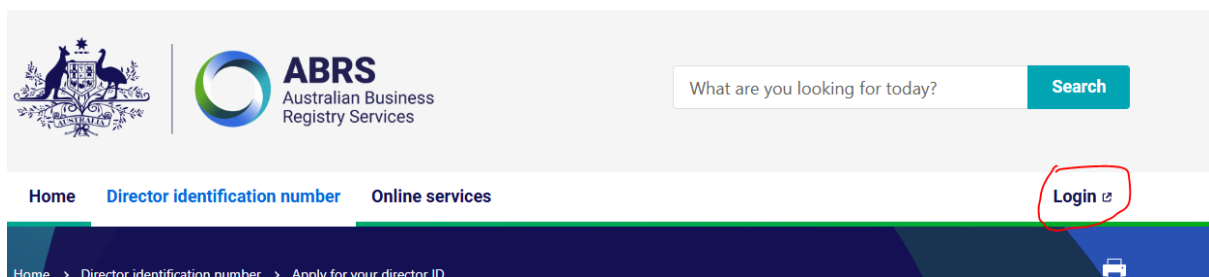 AUSTRALIA
ABRS
Australian Business
Registry Services
What are you looking for today? Search
Home Director identification number Online services Login
Home > Director identification number > Apply for your director ID